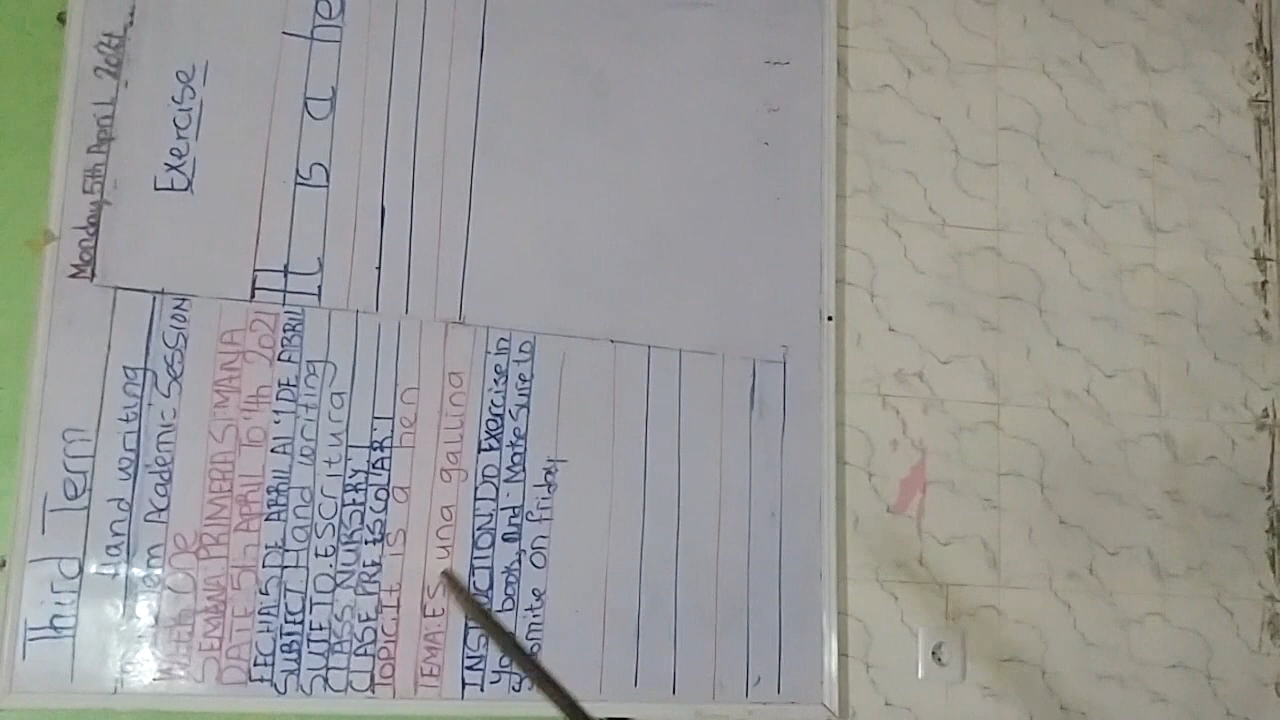 Third Term
Hand writing
Academic Session
Week One
SEMANA PRIMERA SIMANA
DATE 5th APRIL To 9th 2021
FECHA 5 DE ABRIL AL 9 DE ABRIL
SUBJECT Hand writing
SUJETO: ESCRITURA
CLASS NURSERY 1
CLASE PRE ESCOLAR: 1
TOPIC: It is a hen
TEMA: ES una gallina
INSTRUCTION: DO Exercise in
your books, and Make Sure to
submite on friday
Monday 5th April 2021
Exercise
It is a he